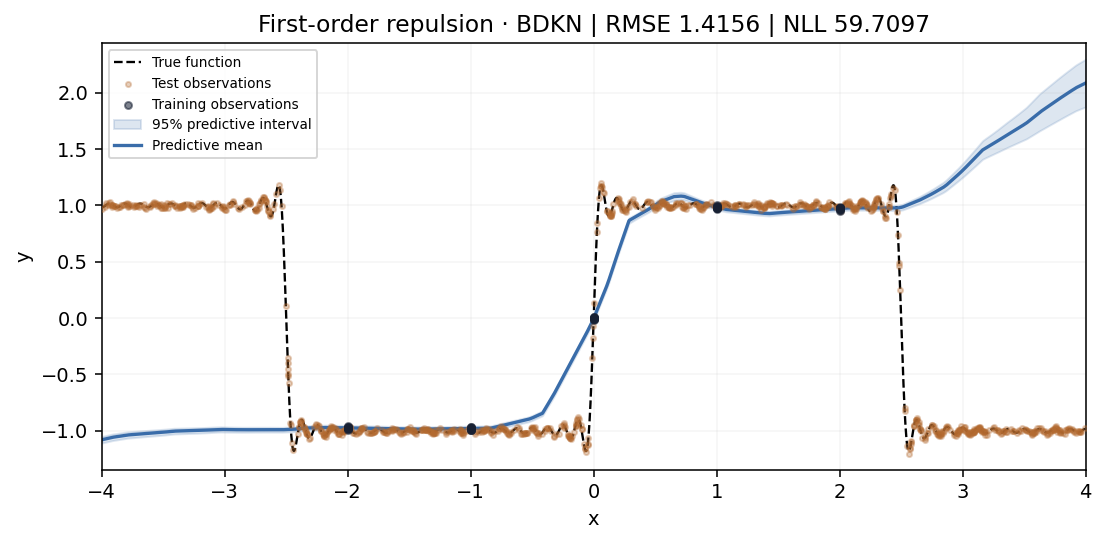 First-order repulsion · BDKN | RMSE 1.4156 | NLL 59.7097
True function
Test observations
Training observations
95% predictive interval
Predictive mean
2.0
1.5
1.0
0.5
0.0
−0.5
−1.0
y
−4
−3
−2
−1
0
1
2
3
4
x